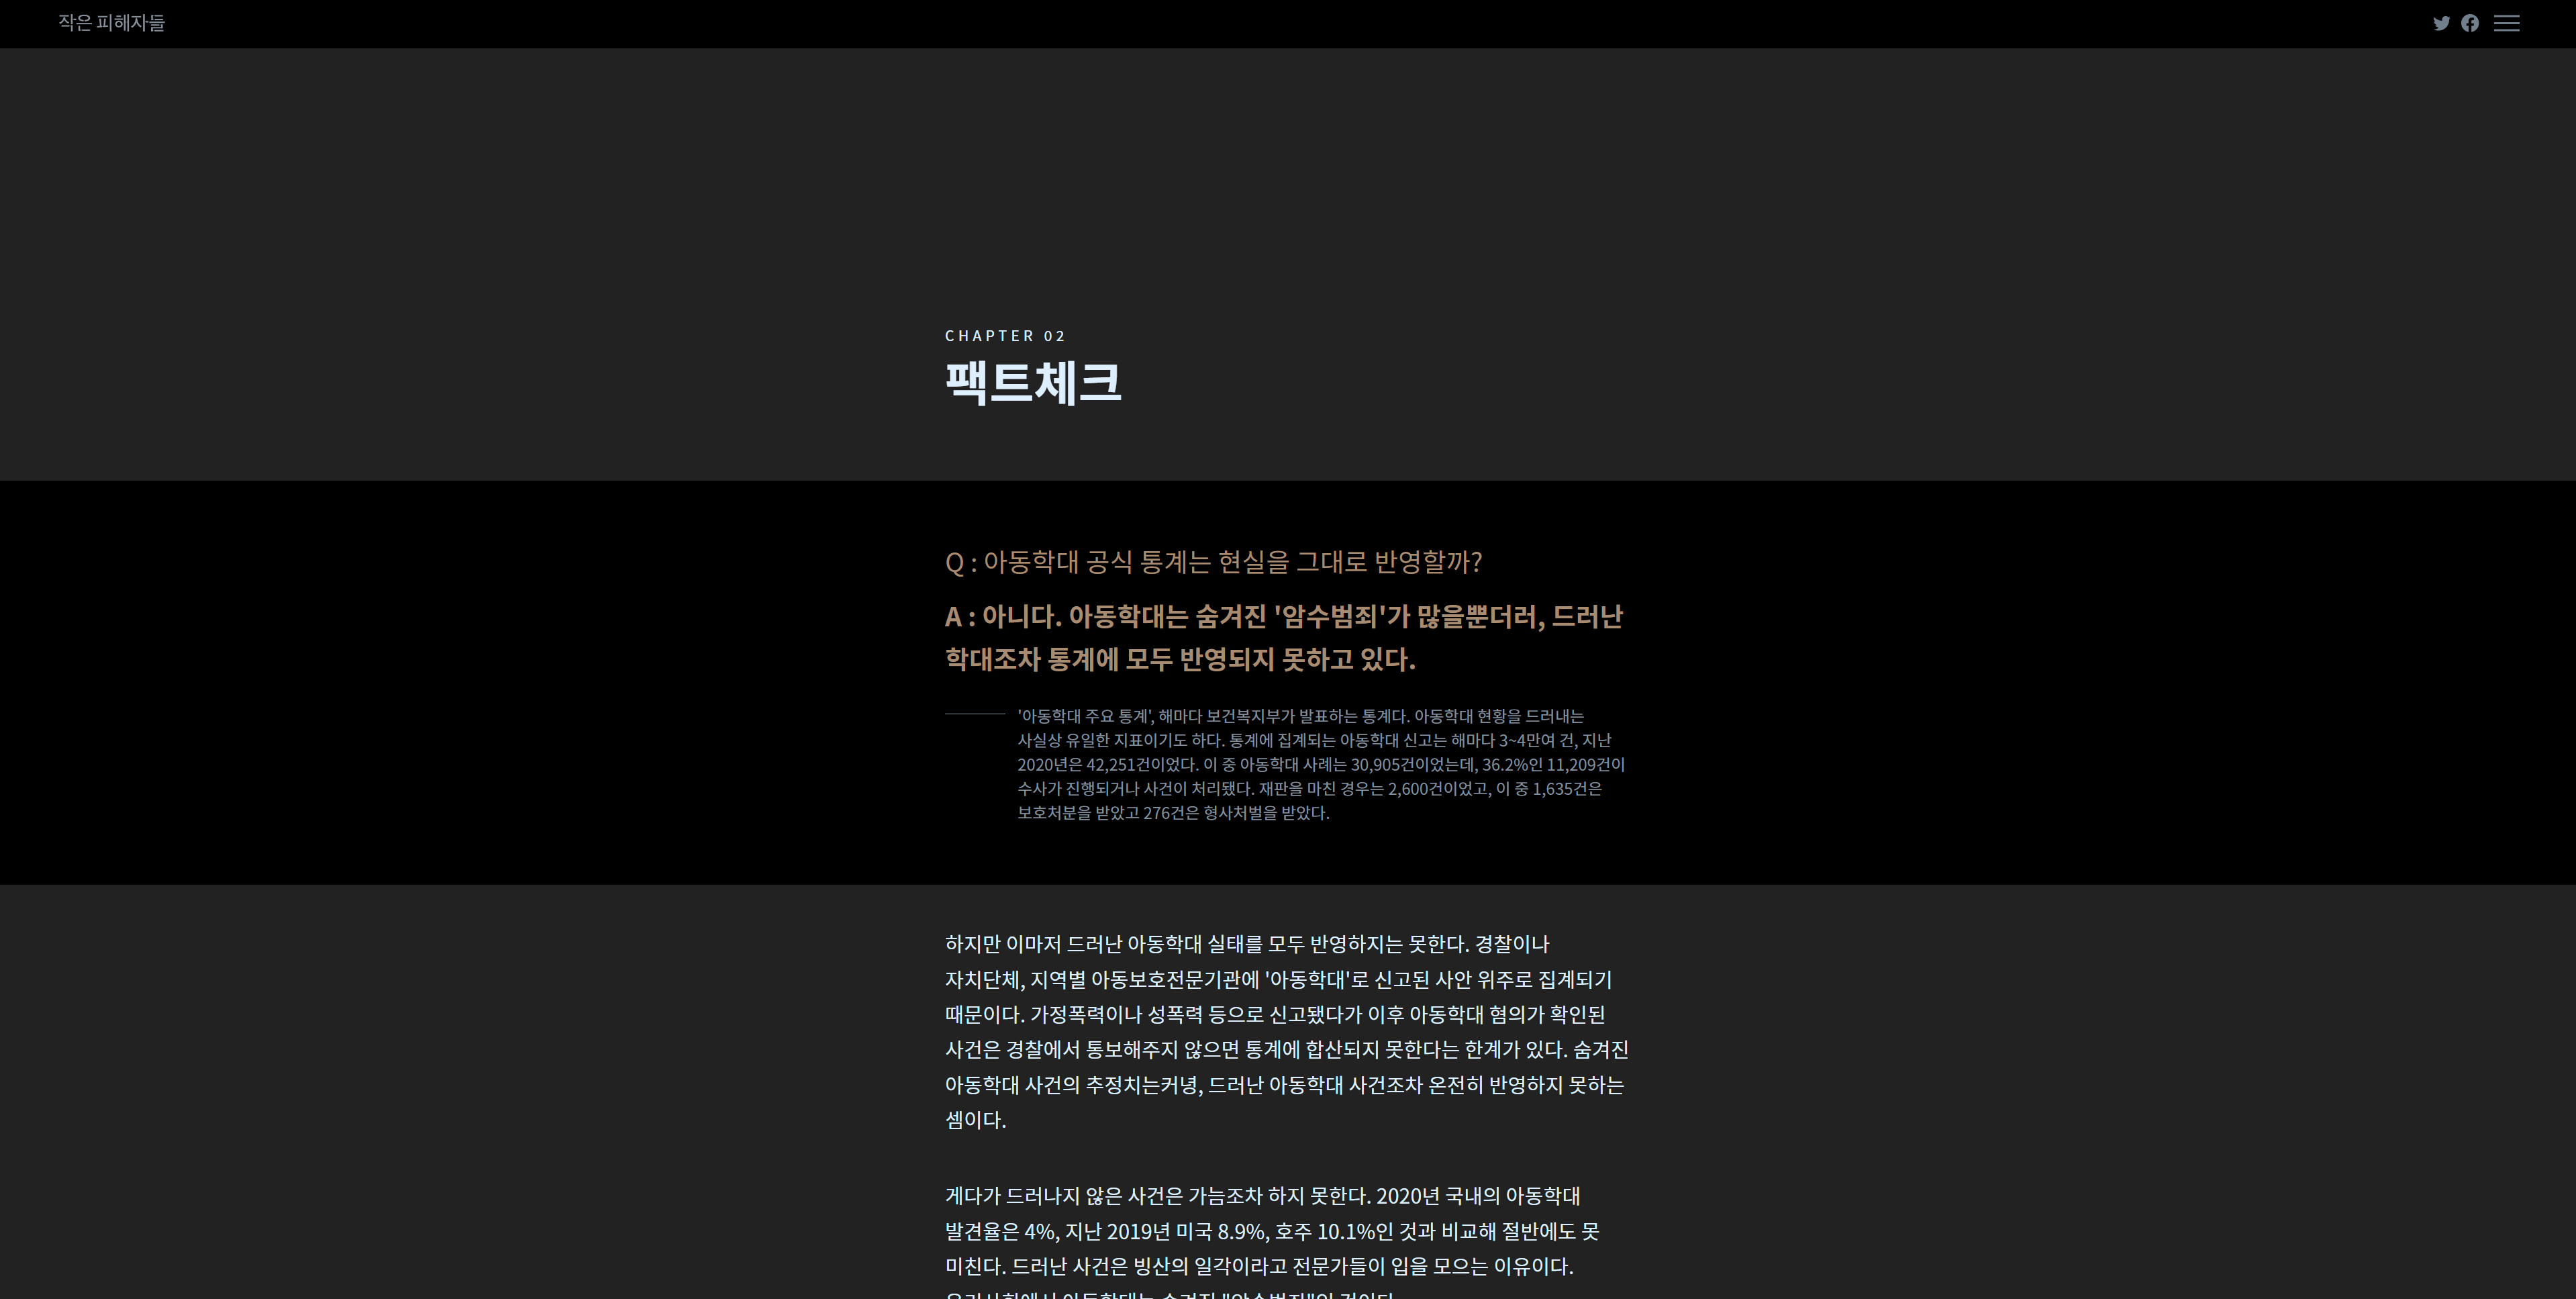 작은 피해자들
CHAPTER 02
팩트체크
Q : 아동학대 공식 통계는 현실을 그대로 반영할까?
A : 아니다. 아동학대는 숨겨진 '암수범죄'가 많을뿐더러, 드러난
학대조차 통계에 모두 반영되지 못하고 있다.
'아동학대 주요 통계', 해마다 보건복지부가 발표하는 통계다. 아동학대 현황을 드러내는
사실상 유일한 지표이기도 하다. 통계에 집계되는 아동학대 신고는 해마다 3~4만여 건, 지난
2020년은 42,251건이었다. 이 중 아동학대 사례는 30,905건이었는데, 36.2%인 11,209건이
수사가 진행되거나 사건이 처리됐다. 재판을 마친 경우는 2,600건이었고, 이 중 1,635건은
보호처분을 받았고 276건은 형사처벌을 받았다.
하지만 이마저 드러난 아동학대 실태를 모두 반영하지는 못한다. 경찰이나
자치단체, 지역별 아동보호전문기관에 '아동학대'로 신고된 사안 위주로 집계되기
때문이다. 가정폭력이나 성폭력 등으로 신고됐다가 이후 아동학대 혐의가 확인된
사건은 경찰에서 통보해주지 않으면 통계에 합산되지 못한다는 한계가 있다. 숨겨진
아동학대 사건의 추정치는커녕, 드러난 아동학대 사건조차 온전히 반영하지 못하는
셈이다.
게다가 드러나지 않은 사건은 가늠조차 하지 못한다. 2020년 국내의 아동학대
발견율은 4%, 지난 2019년 미국 8.9%, 호주 10.1%인 것과 비교해 절반에도 못
미친다. 드러난 사건은 빙산의 일각이라고 전문가들이 입을 모으는 이유이다.